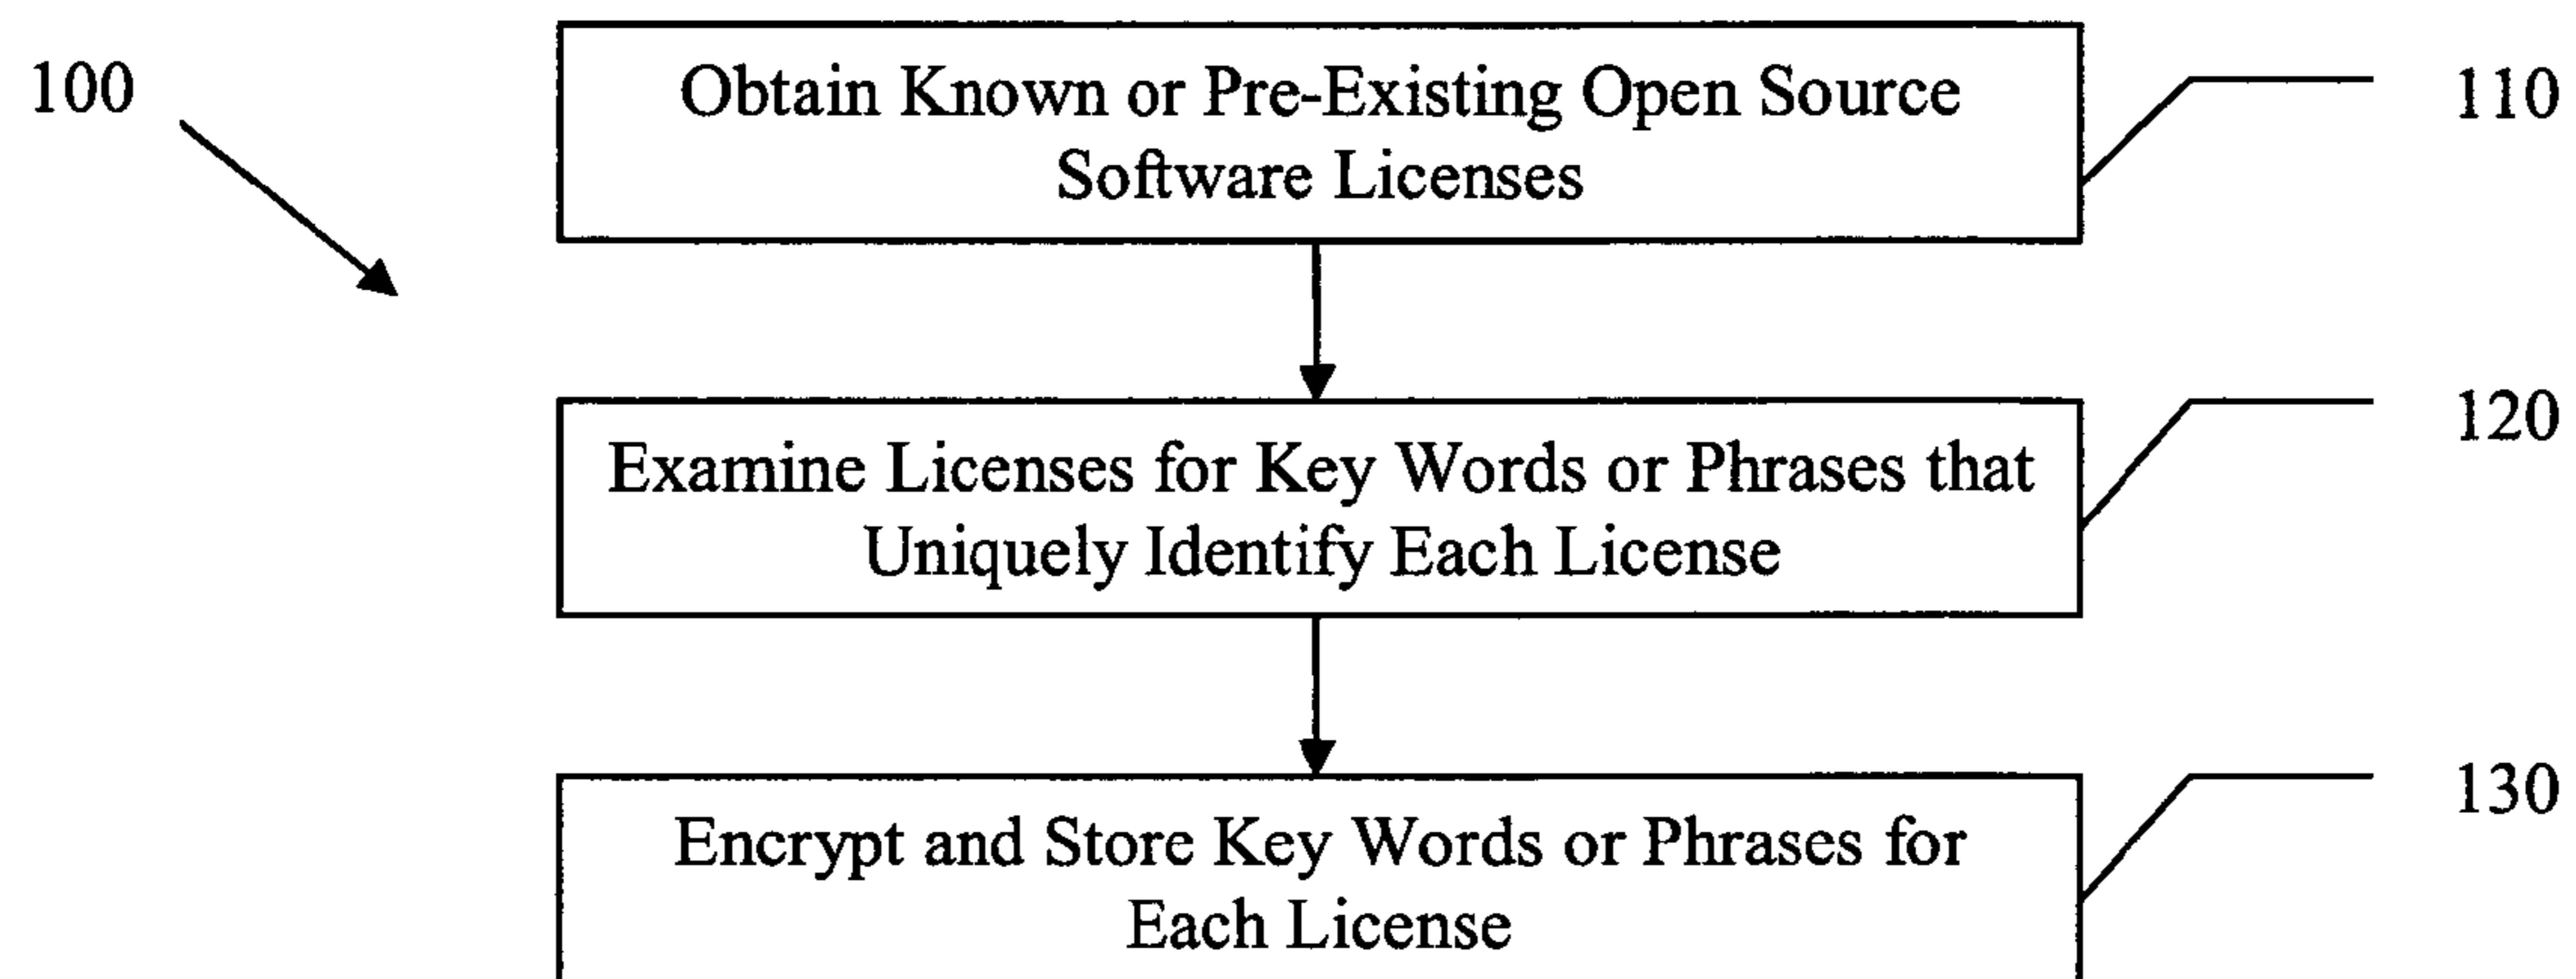 100
Obtain Known or Pre-Existing Open Source
Software Licenses
110
Examine Licenses for Key Words or Phrases that
Uniquely Identify Each License
120
Encrypt and Store Key Words or Phrases for
Each License
130